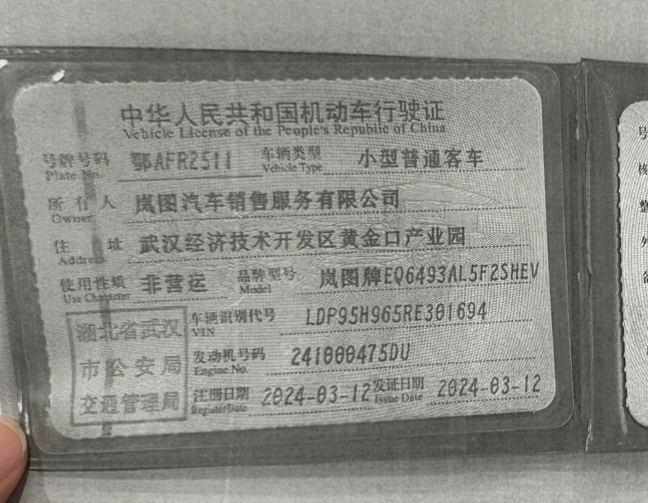 中华人民共和国机动车行驶证
Vehicle License of the People's Republic of China
号牌号码 鄂AFR2511 车辆类型 小型普通客车
Plate No. Vehicle Type
所有人 岚图汽车销售服务有限公司
Owner
住址 武汉经济技术开发区黄金口产业园
Address
使用性质 非营运 品牌型号 岚图牌EQ6493AL5F2SHEV
Use Character Model
湖北省武汉
市公安局
交通管理局
车辆识别代号 LDP95H965RE301694
VIN
发动机号码 241000475DU
Engine No.
注册日期 2024-03-12 发证日期 2024-03-12
Register Date Issue Date
号
核
整
外